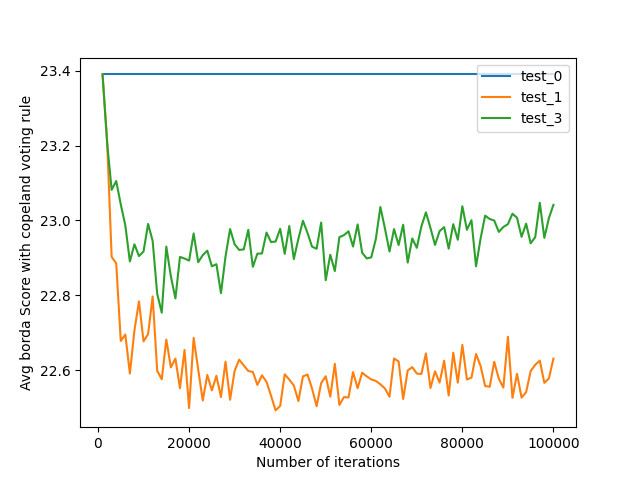 23.4
23.2
23.0
22.8
22.6
Avg borda Score with copeland voting rule
test_0
test_1
test_3
0
20000
40000
60000
80000
100000
Number of iterations